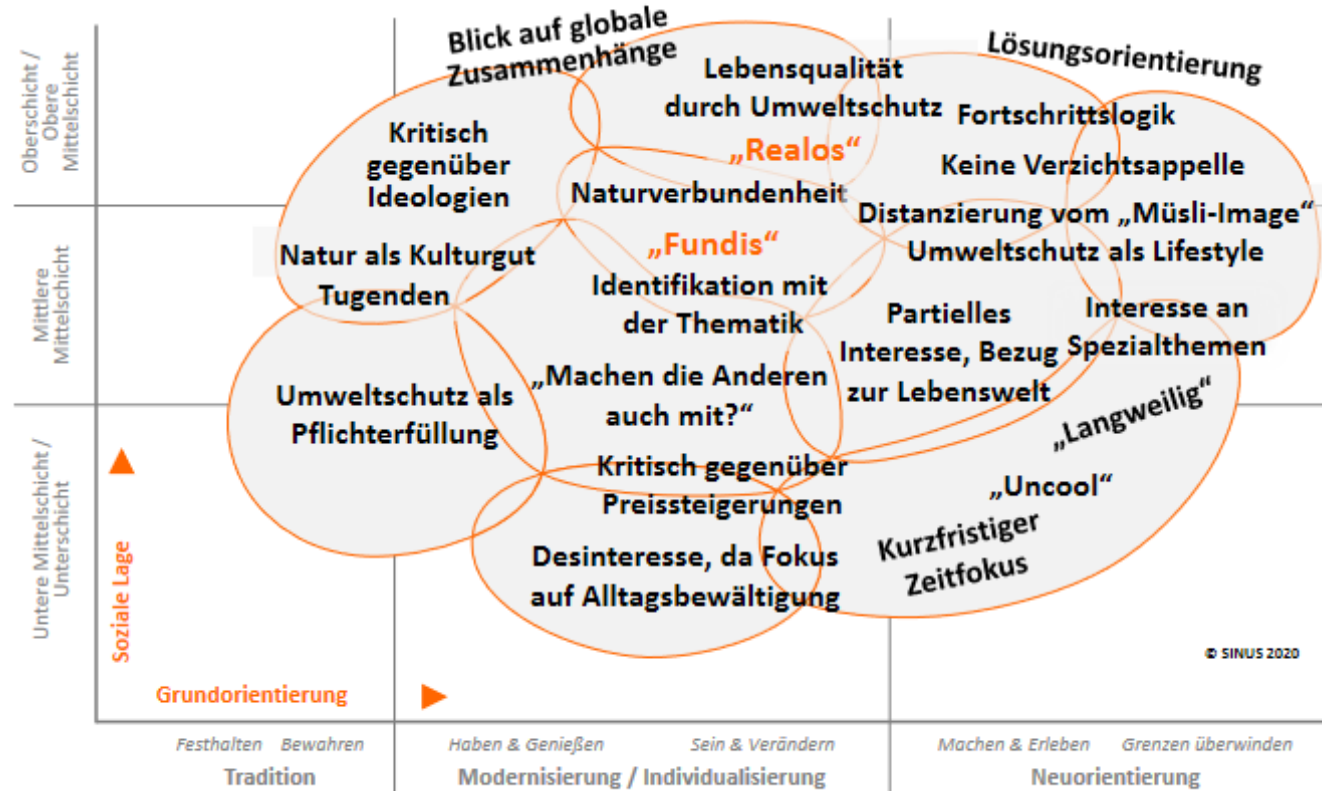 Oberschicht /
Obere
Mittelschicht
Mittlere
Mittelschicht
Untere Mittelschicht /
Unterschicht
Soziale Lage
Blick auf globale
Zusammenhänge
Lebensqualität
durch Umweltschutz
Lösungsorientierung
Fortschrittslogik
Kritisch
gegenüber
Ideologien
„Realos“
Keine Verzichtsappelle
Naturverbundenheit
Distanzierung vom „Müsli-Image“
Umweltschutz als Lifestyle
Natur als Kulturgut
Tugenden
„Fundis“
Identifikation mit
der Thematik
Partielles
Interesse, Bezug
zur Lebenswelt
Interesse an
Spezialthemen
Umweltschutz als
Pflichterfüllung
„Machen die Anderen
auch mit?“
„Langweilig“
Kritisch gegenüber
Preissteigerungen
„Uncool“
Kurzfristiger
Zeitfokus
Desinteresse, da Fokus
auf Alltagsbewältigung
© SINUS 2020
Grundorientierung
Festhalten Bewahren
Haben & Genießen
Sein & Verändern
Machen & Erleben
Grenzen überwinden
Tradition
Modernisierung / Individualisierung
Neuorientierung